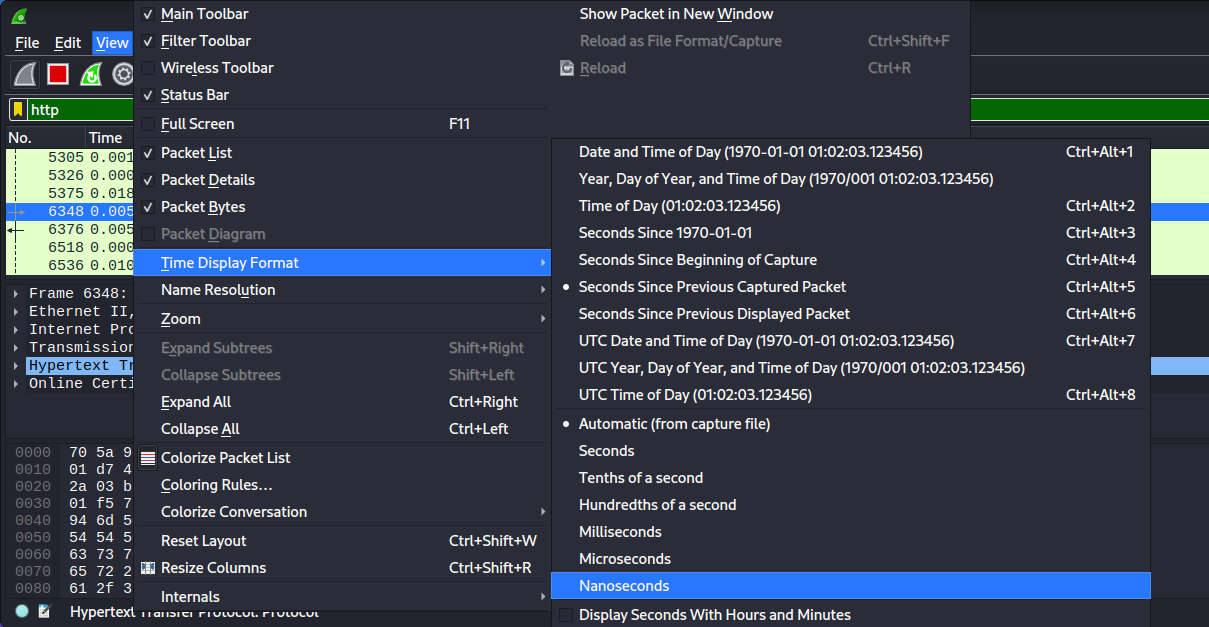 Main Toolbar
Filter Toolbar
Wireless Toolbar
Status Bar
Full Screen F11
Packet List
Packet Details
Packet Bytes
Packet Diagram
Time Display Format
Name Resolution
Zoom
Expand Subtrees Shift+Right
Collapse Subtrees Shift+Left
Expand All Ctrl+Right
Collapse All Ctrl+Left
Colorize Packet List
Coloring Rules…
Colorize Conversation
Reset Layout Ctrl+Shift+W
Resize Columns Ctrl+Shift+R
Internals
Show Packet in New Window
Reload as File Format/Capture Ctrl+Shift+F
Reload Ctrl+R
Date and Time of Day (1970-01-01 01:02:03.123456) Ctrl+Alt+1
Year, Day of Year, and Time of Day (1970/001 01:02:03.123456)
Time of Day (01:02:03.123456) Ctrl+Alt+2
Seconds Since 1970-01-01 Ctrl+Alt+3
Seconds Since Beginning of Capture Ctrl+Alt+4
Seconds Since Previous Captured Packet Ctrl+Alt+5
Seconds Since Previous Displayed Packet Ctrl+Alt+6
UTC Date and Time of Day (1970-01-01 01:02:03.123456) Ctrl+Alt+7
UTC Year, Day of Year, and Time of Day (1970/001 01:02:03.123456)
UTC Time of Day (01:02:03.123456) Ctrl+Alt+8
Automatic (from capture file)
Seconds
Tenths of a second
Hundredths of a second
Milliseconds
Microseconds
Nanoseconds
Display Seconds With Hours and Minutes
File Edit View
http
No. Time
5305 0.001
5326 0.000
5375 0.018
6348 0.005
6376 0.005
6518 0.000
6536 0.010
Frame 6348:
Ethernet II,
Internet Pro
Transmission
Hypertext Tr
Online Certi
0000 70 5a 9
0010 01 d7 4
0020 2a 03 b
0030 01 f5 7
0040 94 6d 5
0050 54 54 5
0060 63 73 7
0070 65 72 2
0080 61 2f 3
Hypertext Transfer Protocol: Protocol